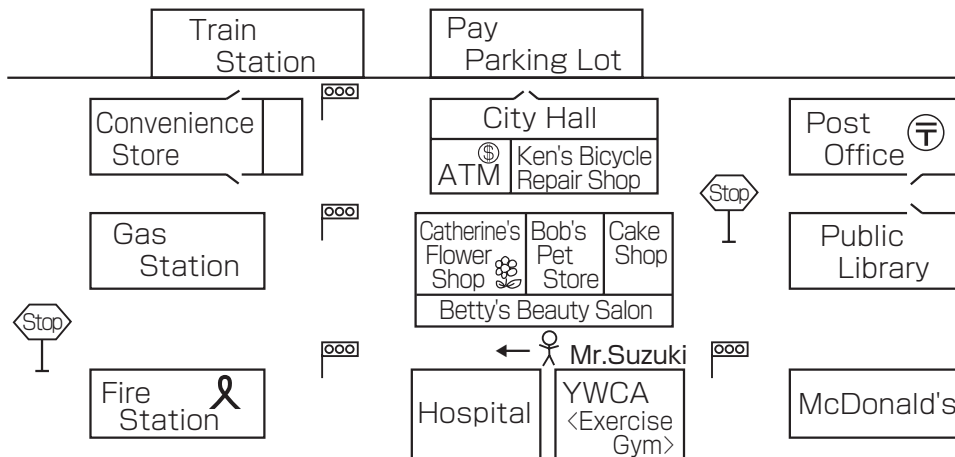 Train
Station
Pay
Parking Lot
Convenience
Store
City Hall
ATM
$
Ken's Bicycle
Repair Shop
Post
Office
〒
Stop
Gas
Station
Catherine's
Flower
Shop
Bob's
Pet
Store
Cake
Shop
Public
Library
Betty's Beauty Salon
Stop
Mr.Suzuki
Fire
Station
Hospital
YWCA
<Exercise
Gym>
McDonald's